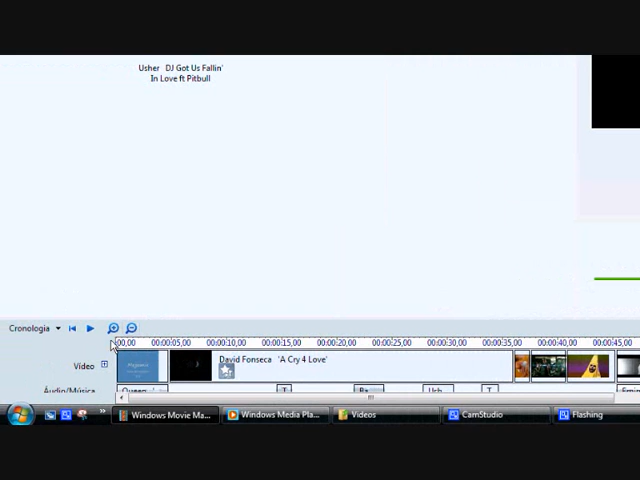 Usher DJ Got Us Fallin'
In Love ft Pitbull
Cronologia
00,00 00:00:05,00 00:00:10,00 00:00:15,00 00:00:20,00 00:00:25,00 00:00:30,00 00:00:35,00 00:00:40,00 00:00:45,00
Vídeo
David Fonseca 'A Cry 4 Love'
Áudio/Música
Windows Movie Ma...
Windows Media Pla...
Videos
CamStudio
Flashing